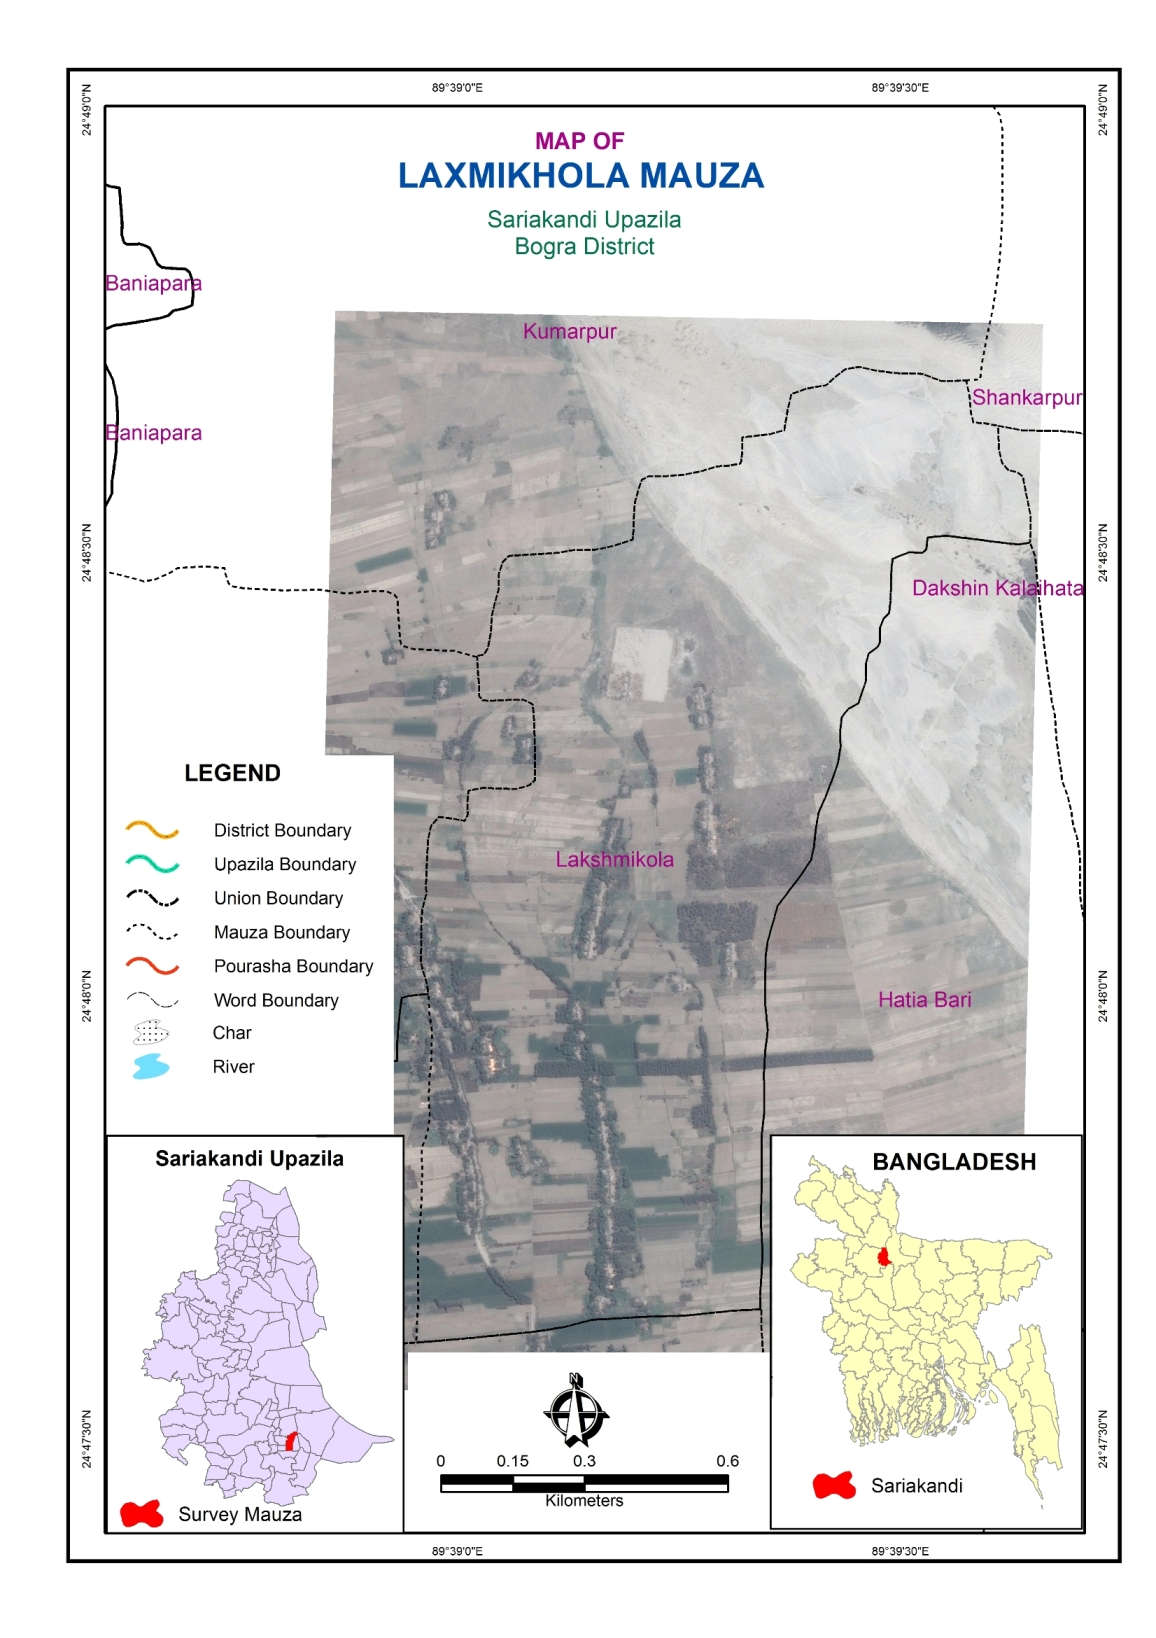 89°39'0"E
89°39'30"E
24°49'0"N
24°49'0"N
MAP OF
LAXMIKHOLA MAUZA
Sariakandi Upazila
Bogra District
Baniapara
Kumarpur
Shankarpur
Baniapara
24°48'30"N
24°48'30"N
Dakshin Kalaihata
LEGEND
District Boundary
Upazila Boundary
Union Boundary
Mauza Boundary
Pourasha Boundary
Word Boundary
Char
River
Lakshmikola
Hatia Bari
24°48'0"N
24°48'0"N
Sariakandi Upazila
Survey Mauza
N
0 0.15 0.3 0.6
Kilometers
BANGLADESH
Sariakandi
24°47'30"N
24°47'30"N
89°39'0"E
89°39'30"E